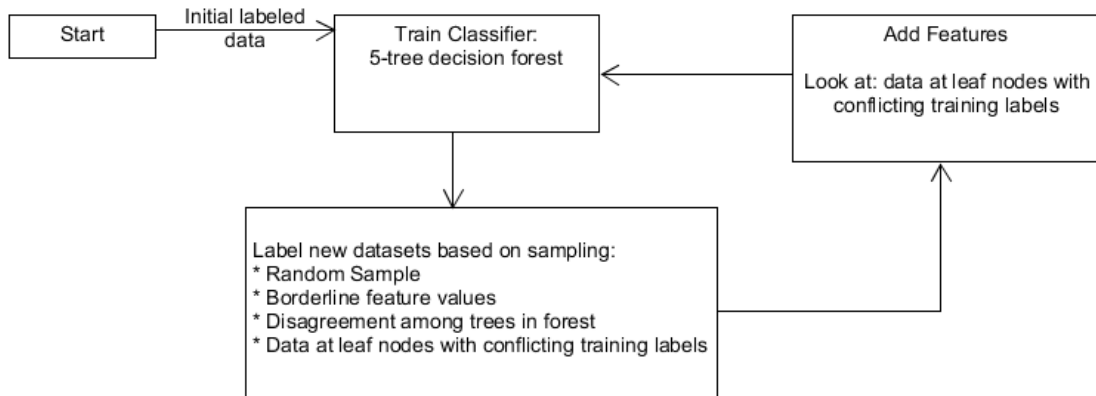 Start
Initial labeled
data
Train Classifier:
5-tree decision forest
Add Features
Look at: data at leaf nodes with
conflicting training labels
Label new datasets based on sampling:
* Random Sample
* Borderline feature values
* Disagreement among trees in forest
* Data at leaf nodes with conflicting training labels